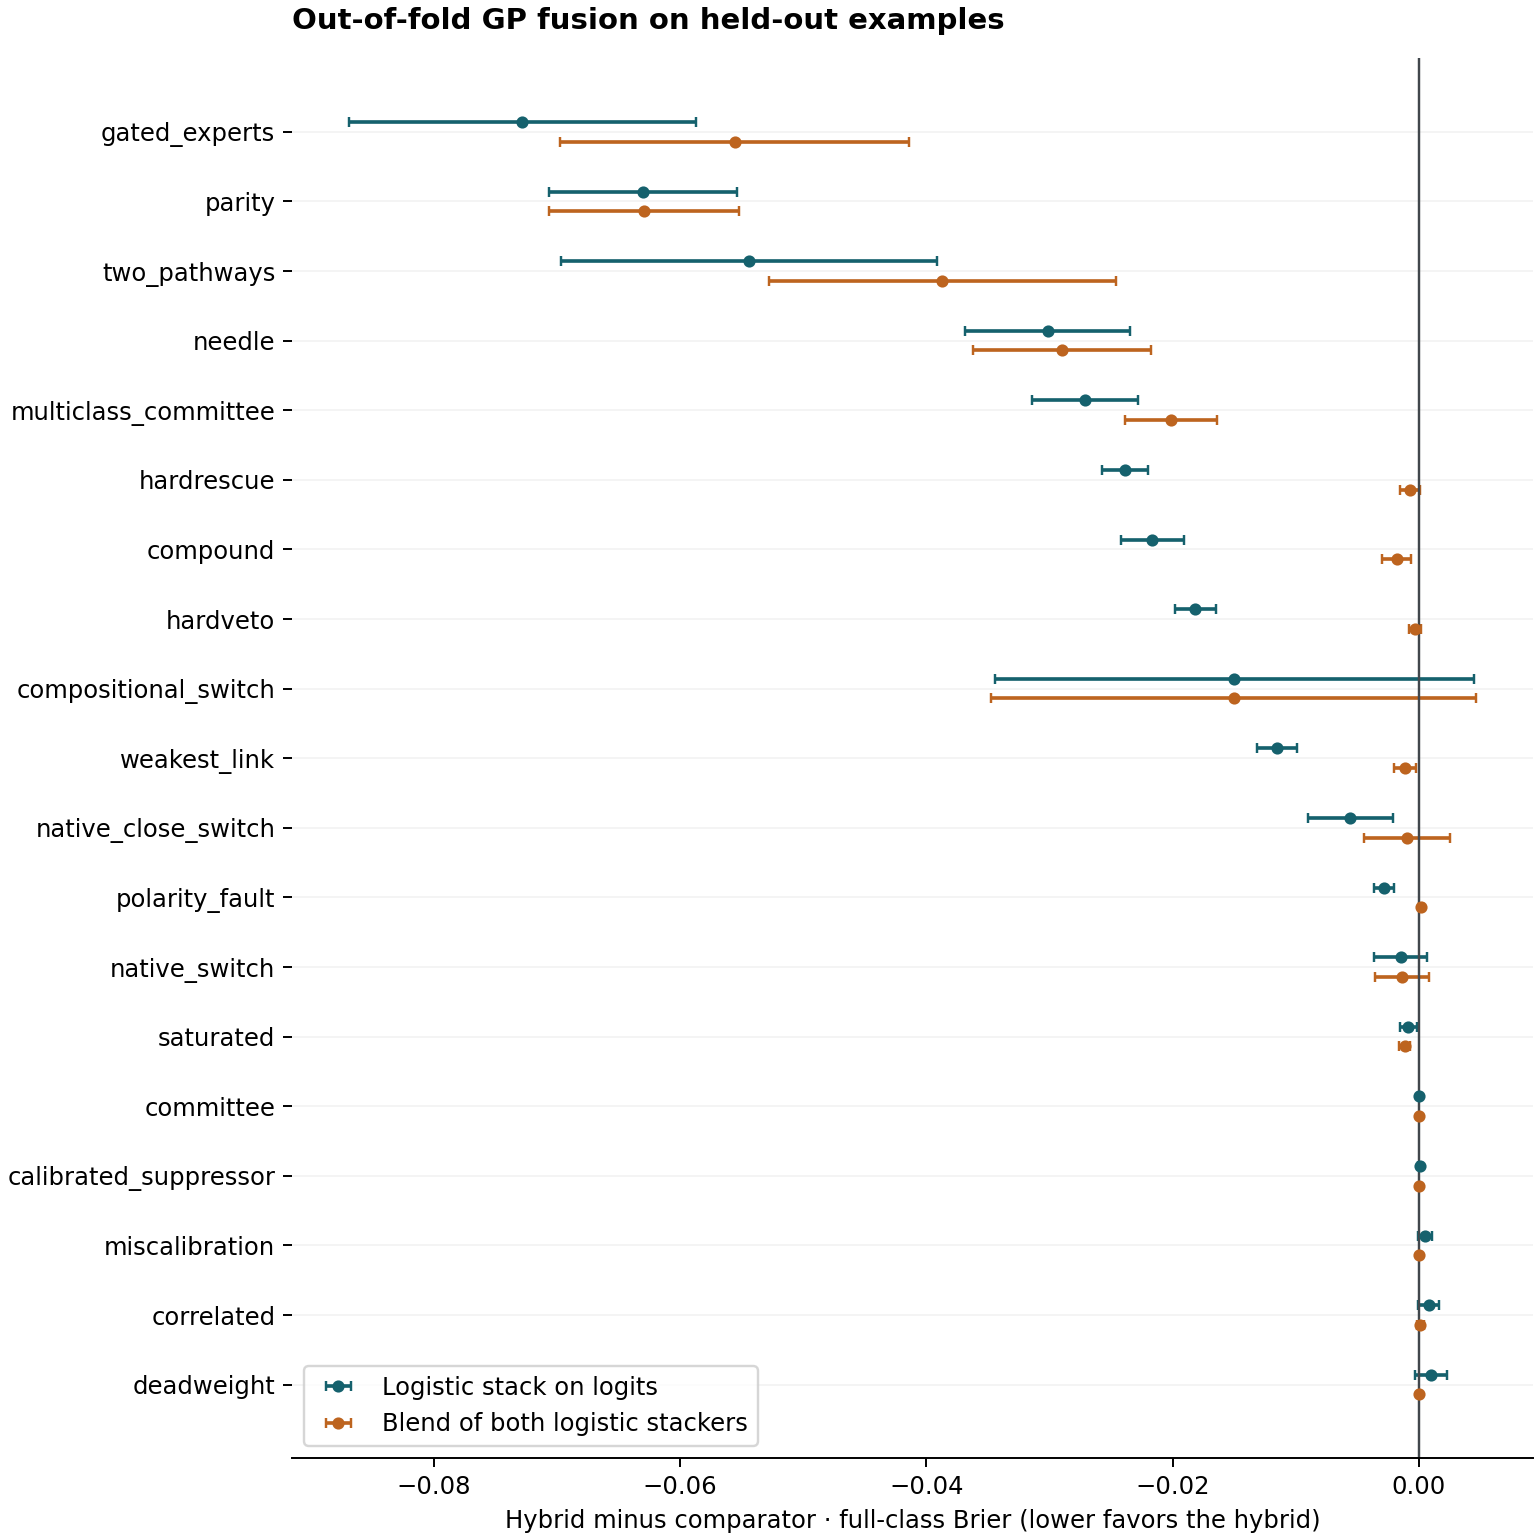 Out-of-fold GP fusion on held-out examples
gated_experts
parity
two_pathways
needle
multiclass_committee
hardrescue
compound
hardveto
compositional_switch
weakest_link
native_close_switch
polarity_fault
native_switch
saturated
committee
calibrated_suppressor
miscalibration
correlated
deadweight
Logistic stack on logits
Blend of both logistic stackers
−0.08 −0.06 −0.04 −0.02 0.00
Hybrid minus comparator · full-class Brier (lower favors the hybrid)